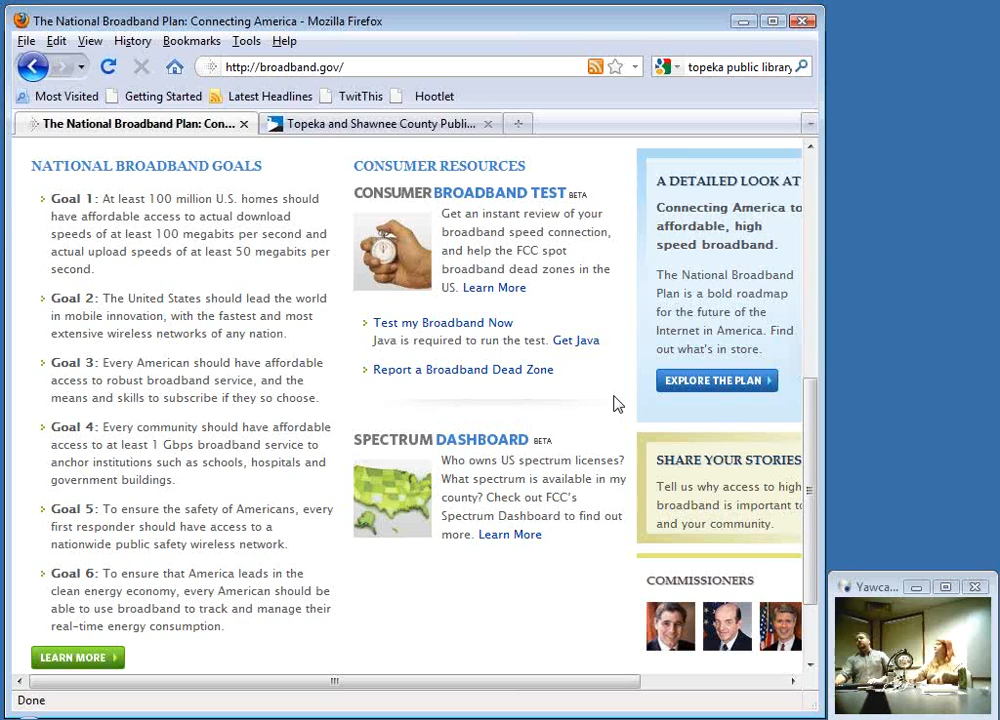 The National Broadband Plan: Connecting America - Mozilla Firefox
File Edit View History Bookmarks Tools Help
http://broadband.gov/
topeka public library
Most Visited Getting Started Latest Headlines TwitThis Hootlet
The National Broadband Plan: Con...
Topeka and Shawnee County Publi...
NATIONAL BROADBAND GOALS
Goal 1: At least 100 million U.S. homes should
have affordable access to actual download
speeds of at least 100 megabits per second and
actual upload speeds of at least 50 megabits per
second.
Goal 2: The United States should lead the world
in mobile innovation, with the fastest and most
extensive wireless networks of any nation.
Goal 3: Every American should have affordable
access to robust broadband service, and the
means and skills to subscribe if they so choose.
Goal 4: Every community should have affordable
access to at least 1 Gbps broadband service to
anchor institutions such as schools, hospitals and
government buildings.
Goal 5: To ensure the safety of Americans, every
first responder should have access to a
nationwide public safety wireless network.
Goal 6: To ensure that America leads in the
clean energy economy, every American should be
able to use broadband to track and manage their
real-time energy consumption.
LEARN MORE
CONSUMER RESOURCES
CONSUMER BROADBAND TEST BETA
Get an instant review of your
broadband speed connection,
and help the FCC spot
broadband dead zones in the
US. Learn More
Test my Broadband Now
Java is required to run the test. Get Java
Report a Broadband Dead Zone
SPECTRUM DASHBOARD BETA
Who owns US spectrum licenses?
What spectrum is available in my
county? Check out FCC's
Spectrum Dashboard to find out
more. Learn More
A DETAILED LOOK AT
Connecting America to
affordable, high
speed broadband.
The National Broadband
Plan is a bold roadmap
for the future of the
Internet in America. Find
out what's in store.
EXPLORE THE PLAN
SHARE YOUR STORIES
Tell us why access to high
broadband is important to
and your community.
COMMISSIONERS
Done
Yawca...